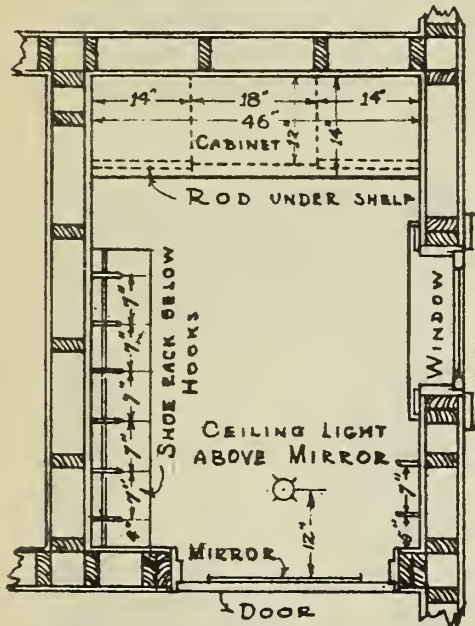 14"
18"
14"
46"
12"
14"
CABINET
ROD UNDER SHELF
SHOE RACK BELOW
HOOKS
7"
7"
7"
7"
7"
4"
WINDOW
CEILING LIGHT
ABOVE MIRROR
7"
12"
MIRROR
DOOR